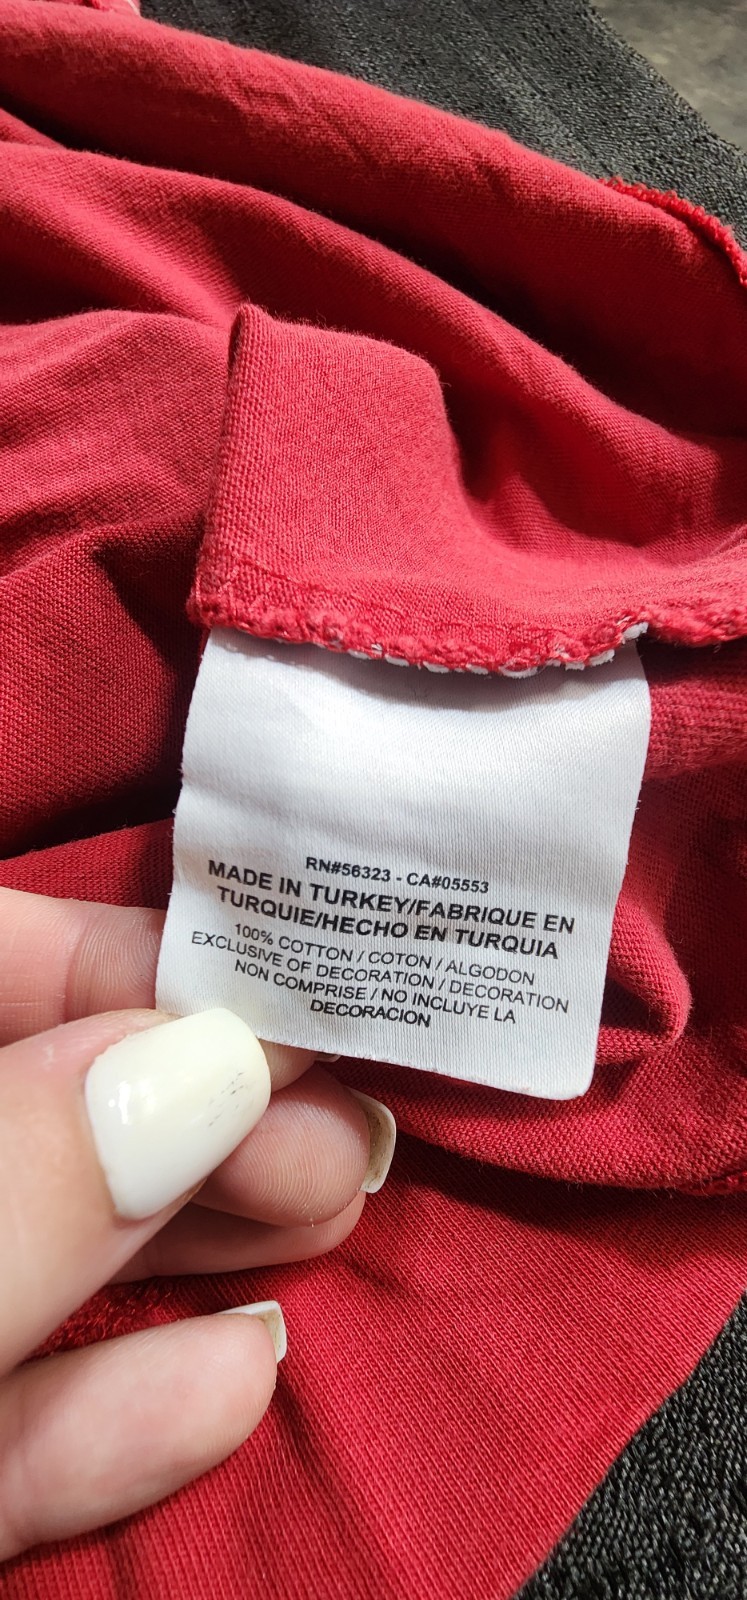 RN#56323 - CA#05553
MADE IN TURKEY/FABRIQUE EN
TURQUIE/HECHO EN TURQUIA
100% COTTON / COTON / ALGODON
EXCLUSIVE OF DECORATION / DECORATION
NON COMPRISE / NO INCLUYE LA
DECORACION